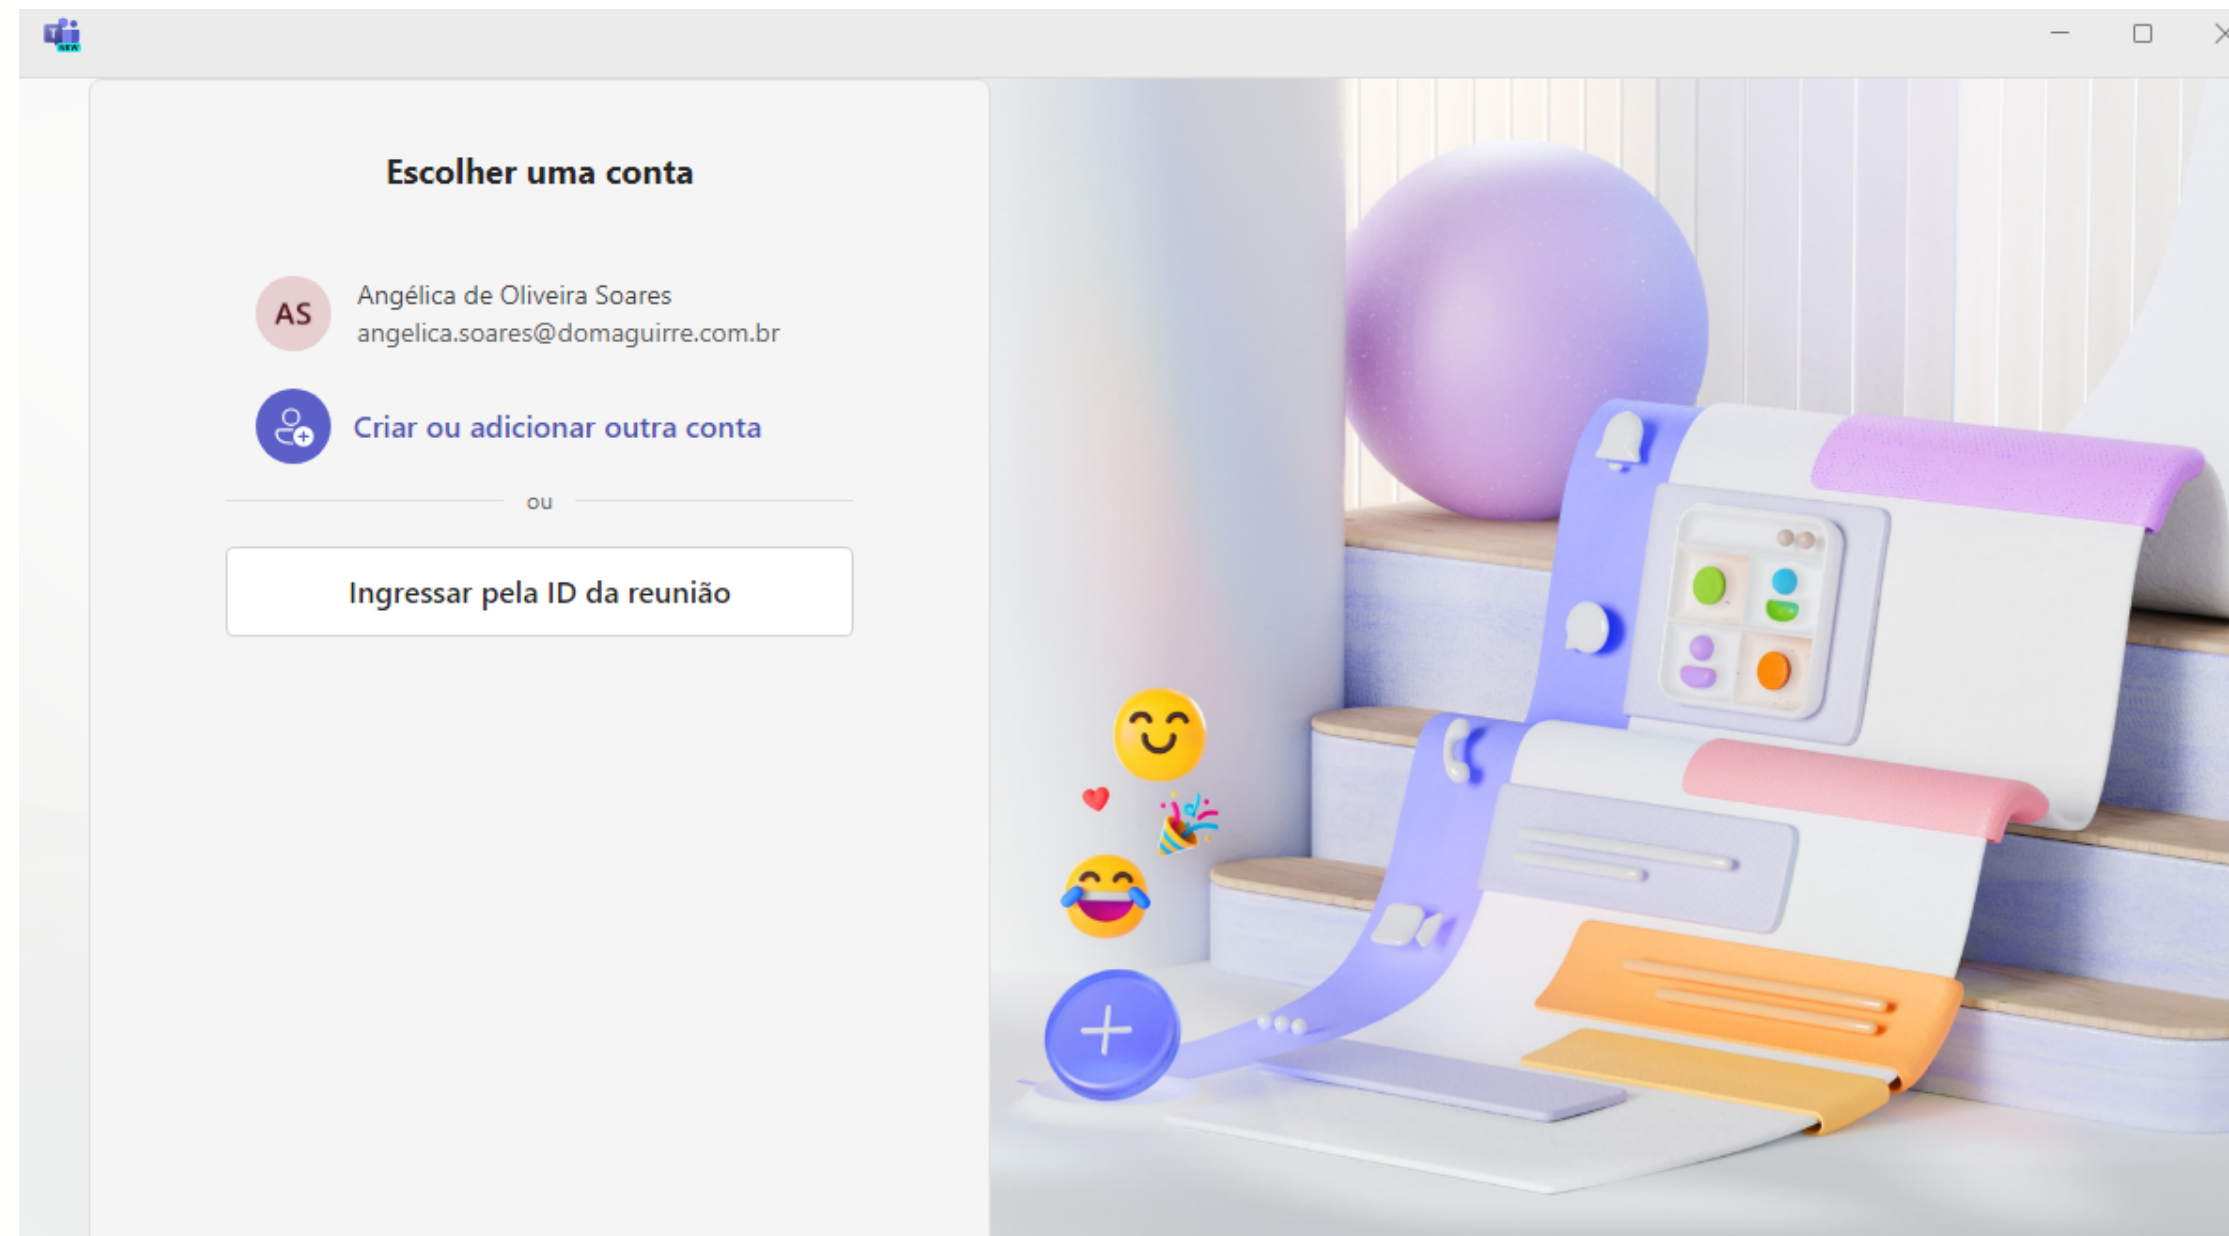 T
NEW
Escolher uma conta
AS
Angélica de Oliveira Soares
angelica.soares@domaguirre.com.br
Criar ou adicionar outra conta
ou
Ingressar pela ID da reunião